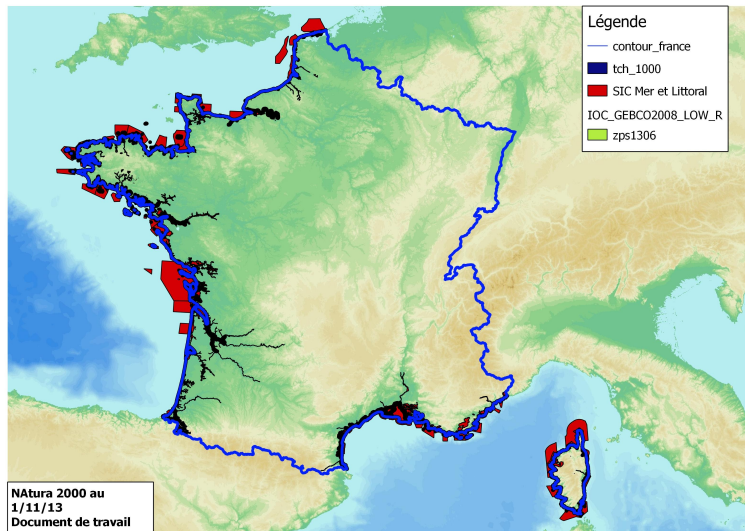 Légende
contour_france
tch_1000
SIC Mer et Littoral
IOC_GEBCO2008_LOW_R
zps1306
NAtura 2000 au
1/11/13
Document de travail